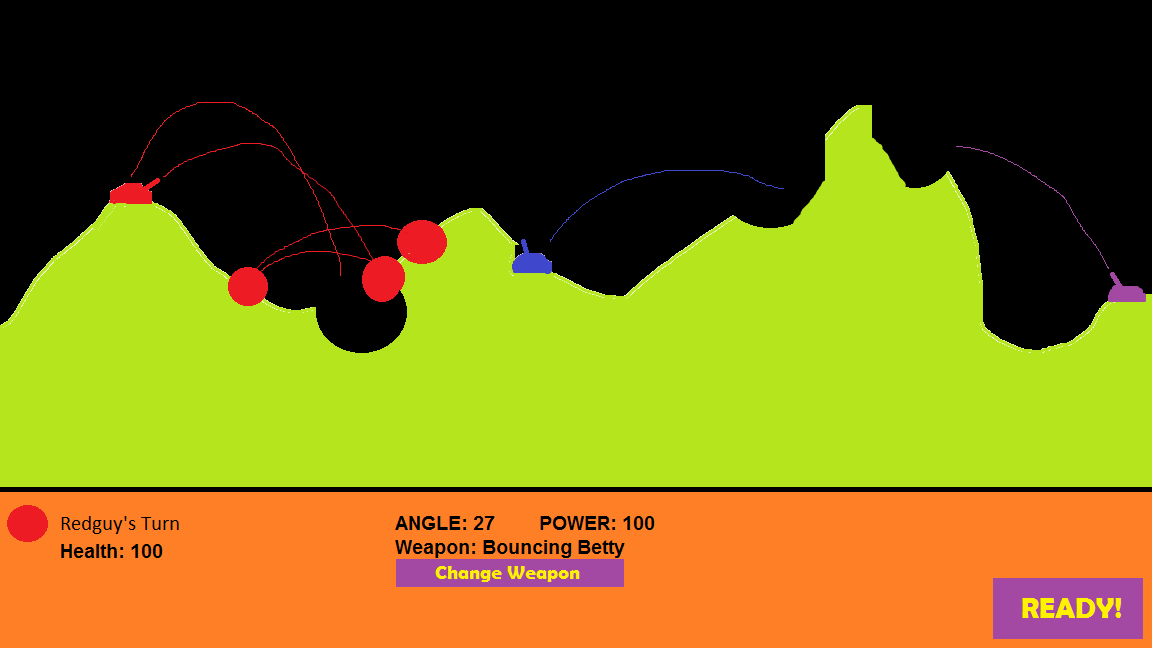 Redguy's Turn
Health: 100
ANGLE: 27 POWER: 100
Weapon: Bouncing Betty
Change Weapon
READY!